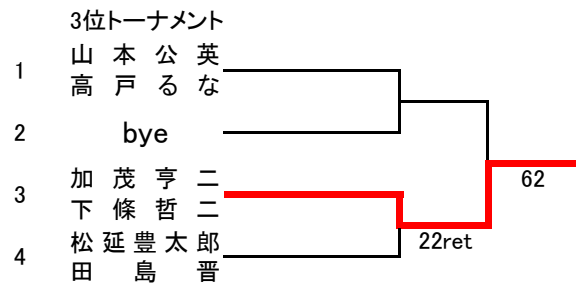 3位トーナメント
1
山本公英
高戸るな
2
bye
3
加茂亨二
下條哲二
62
22ret
4
松延豊太郎
田島晋